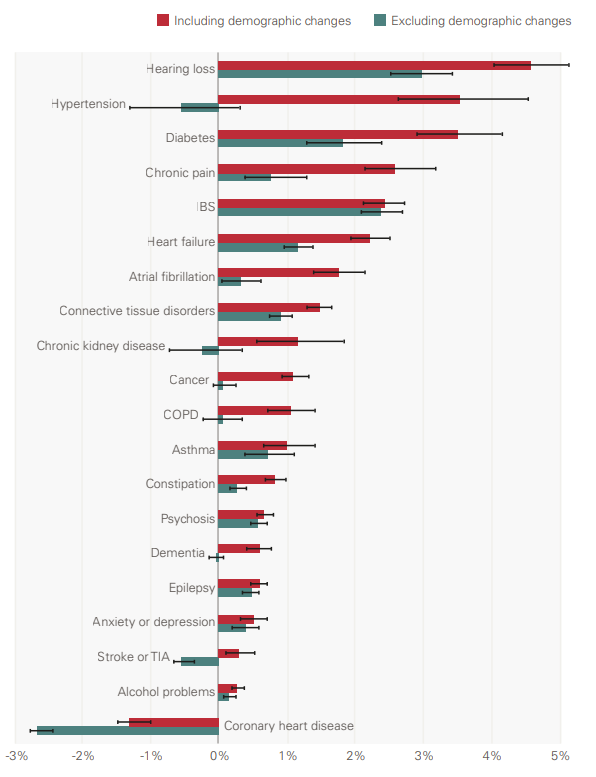 Including demographic changes Excluding demographic changes
Hearing loss
Hypertension
Diabetes
Chronic pain
IBS
Heart failure
Atrial fibrillation
Connective tissue disorders
Chronic kidney disease
Cancer
COPD
Asthma
Constipation
Psychosis
Dementia
Epilepsy
Anxiety or depression
Stroke or TIA
Alcohol problems
Coronary heart disease
-3% -2% -1% 0% 1% 2% 3% 4% 5%